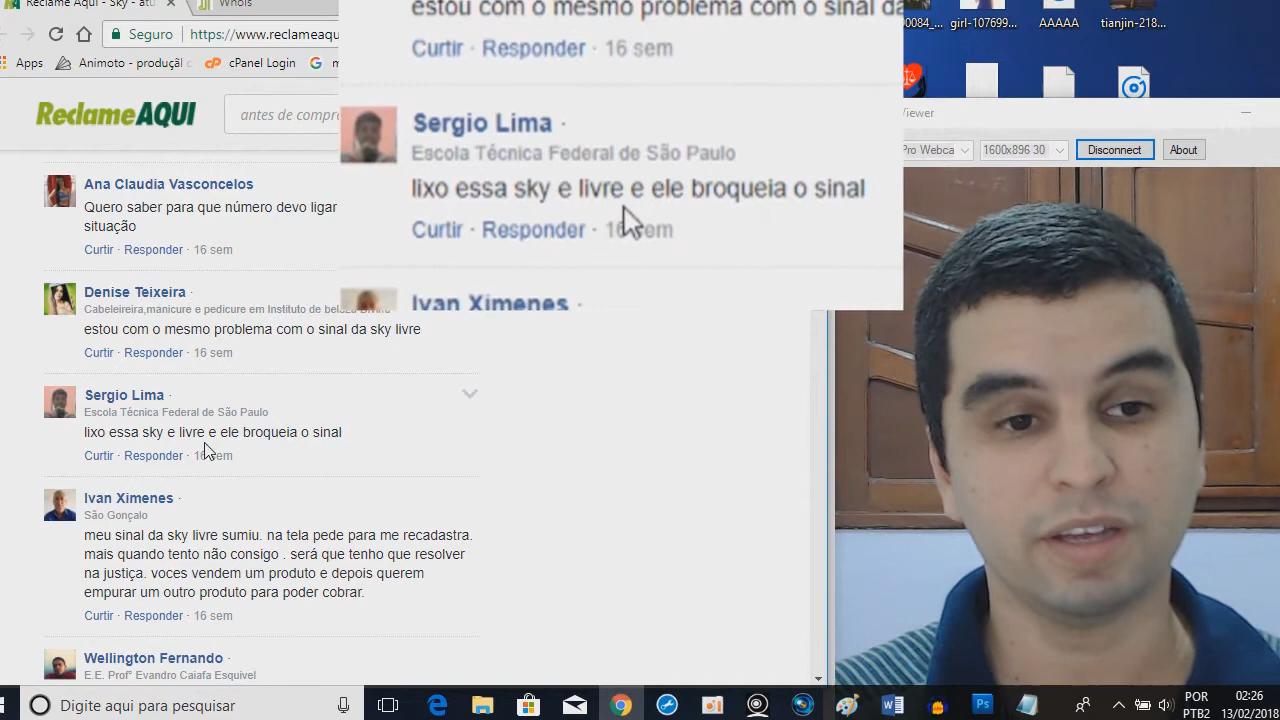 Reclame Aqui - Sky - atu
Whois
Seguro
https://www.reclameaqu
Apps
Animoto - produçã
cPanel Login
ReclameAQUI
antes de compra
Ana Claudia Vasconcelos
Quero saber para que número devo ligar
situação
Curtir · Responder · 16 sem
Denise Teixeira ·
Cabeleireira,manicure e pedicure em Instituto de
estou com o mesmo problema com o sinal da sky livre
Curtir · Responder · 16 sem
Sergio Lima ·
Escola Técnica Federal de São Paulo
lixo essa sky e livre e ele broqueia o sinal
Curtir · Responder · 16 sem
Ivan Ximenes ·
São Gonçalo
meu sinal da sky livre sumiu. na tela pede para me recadastra.
mais quando tento não consigo . será que tenho que resolver
na justiça. voces vendem um produto e depois querem
empurar um outro produto para poder cobrar.
Curtir · Responder · 16 sem
Wellington Fernando ·
E.E. Profº Evandro Caiafa Esquivel
estou com o mesmo problema com o sinal da
Curtir · Responder · 16 sem
Sergio Lima ·
Escola Técnica Federal de São Paulo
lixo essa sky e livre e ele broqueia o sinal
Curtir · Responder · 16 sem
Ivan Ximenes ·
girl-107699...
AAAAA
tianjin-218...
Pro Webca
1600x896 30
Disconnect
About
Digite aqui para pesquisar
POR
PTB2
02:26
13/02/2018